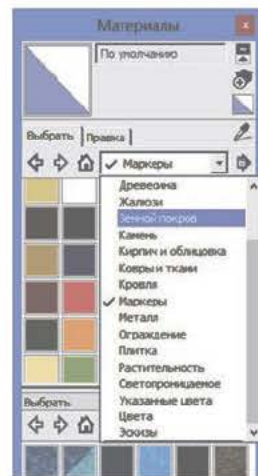 Материалы
По умолчанию
Выбрать Правка
✓ Маркеры
Древесина
Жалюзи
Земной покров
Камень
Кирпич и облицовка
Ковры и ткани
Кровля
✓ Маркеры
Металл
Ограждение
Плитка
Растительность
Светопроницаемое
Указанные цвета
Цвета
Эскизы
Выбрать